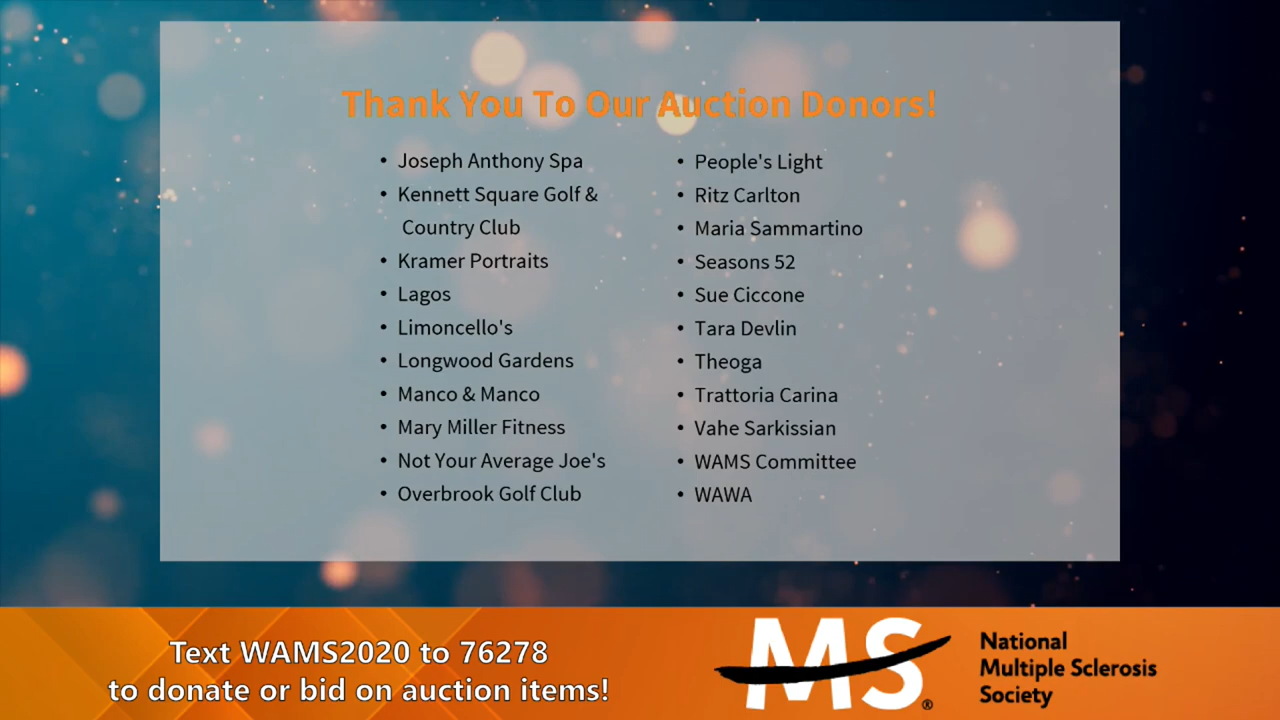 Thank You To Our Auction Donors!
• Joseph Anthony Spa
• Kennett Square Golf &
Country Club
• Kramer Portraits
• Lagos
• Limoncello's
• Longwood Gardens
• Manco & Manco
• Mary Miller Fitness
• Not Your Average Joe's
• Overbrook Golf Club
• People's Light
• Ritz Carlton
• Maria Sammartino
• Seasons 52
• Sue Ciccone
• Tara Devlin
• Theoga
• Trattoria Carina
• Vahe Sarkissian
• WAMS Committee
• WAWA
Text WAMS2020 to 76278
to donate or bid on auction items!
MS®
National
Multiple Sclerosis
Society